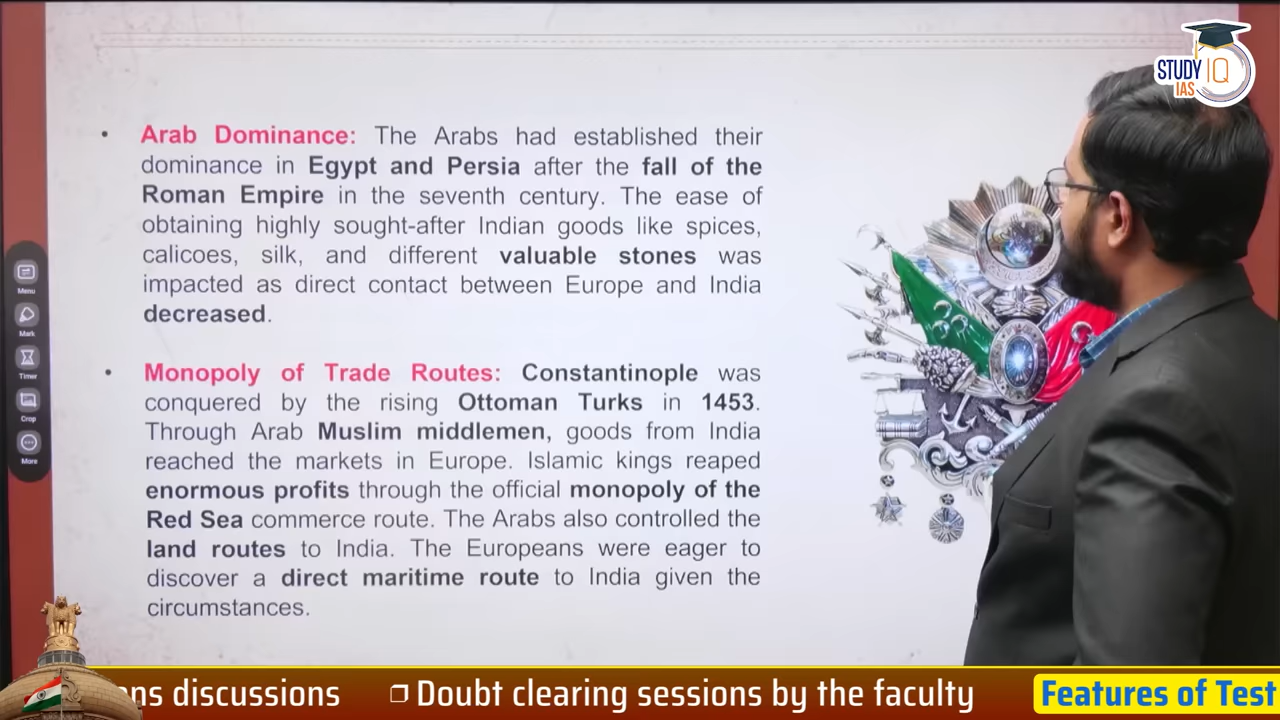 STUDY IQ
IAS
• Arab Dominance: The Arabs had established their
dominance in Egypt and Persia after the fall of the
Roman Empire in the seventh century. The ease of
obtaining highly sought-after Indian goods like spices,
calicoes, silk, and different valuable stones was
impacted as direct contact between Europe and India
decreased.
• Monopoly of Trade Routes: Constantinople was
conquered by the rising Ottoman Turks in 1453.
Through Arab Muslim middlemen, goods from India
reached the markets in Europe. Islamic kings reaped
enormous profits through the official monopoly of the
Red Sea commerce route. The Arabs also controlled the
land routes to India. The Europeans were eager to
discover a direct maritime route to India given the
circumstances.
Menu
Mark
Timer
Crop
More
ns discussions ❒ Doubt clearing sessions by the faculty Features of Test